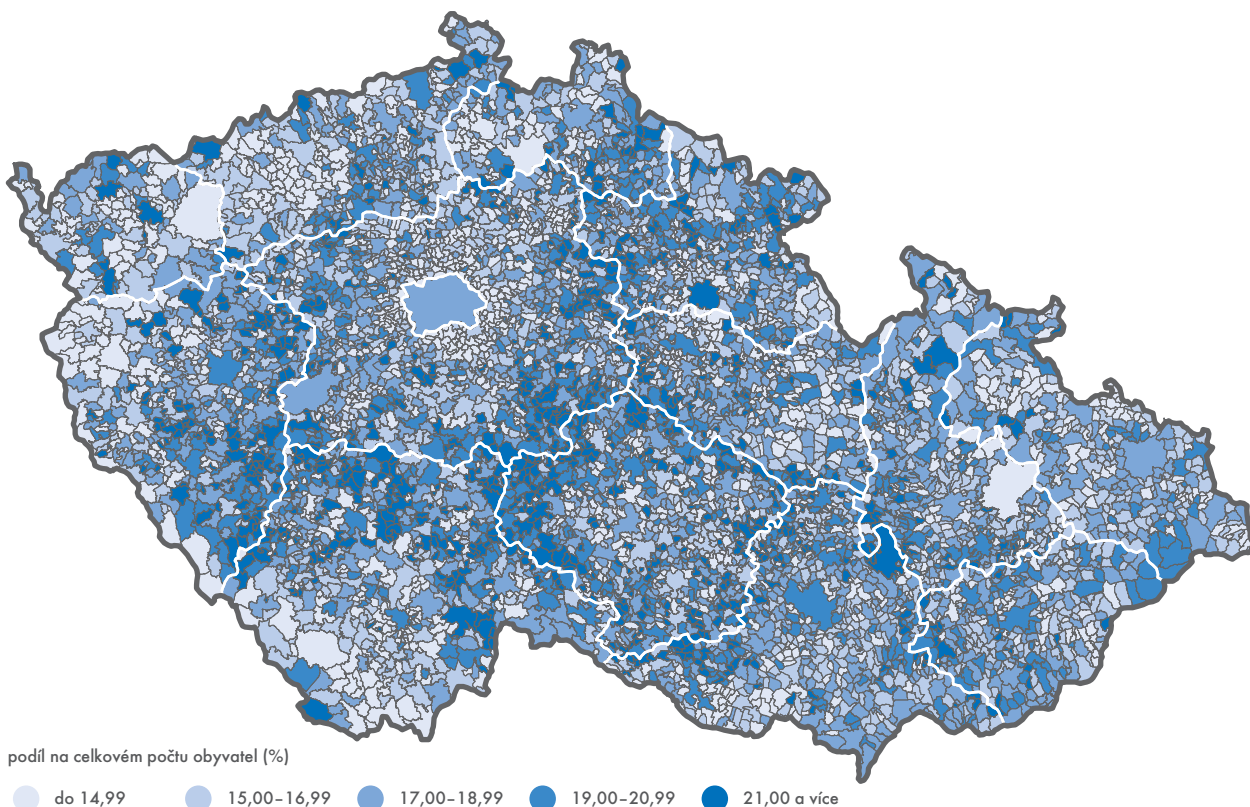 podíl na celkovém počtu obyvatel (%)
do 14,99 15,00–16,99 17,00–18,99 19,00–20,99 21,00 a více